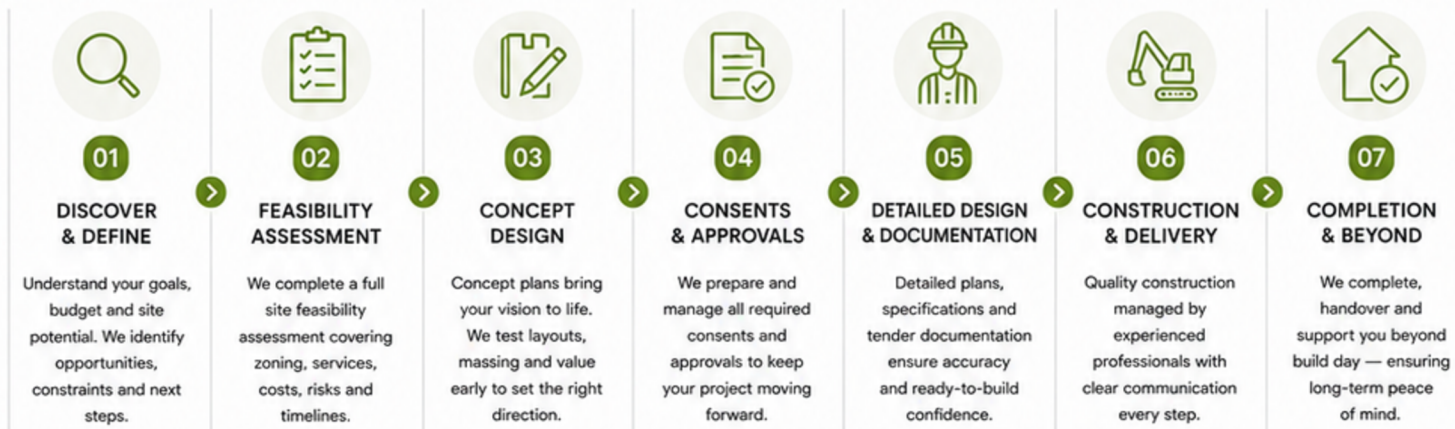 01
DISCOVER
& DEFINE
Understand your goals,
budget and site
potential. We identify
opportunities,
constraints and next
steps.
02
FEASIBILITY
ASSESSMENT
We complete a full
site feasibility
assessment covering
zoning, services,
costs, risks and
timelines.
03
CONCEPT
DESIGN
Concept plans bring
your vision to life.
We test layouts,
massing and value
early to set the right
direction.
04
CONSENTS
& APPROVALS
We prepare and
manage all required
consents and
approvals to keep
your project moving
forward.
05
DETAILED DESIGN
& DOCUMENTATION
Detailed plans,
specifications and
tender documentation
ensure accuracy
and ready-to-build
confidence.
06
CONSTRUCTION
& DELIVERY
Quality construction
managed by
experienced
professionals with
clear communication
every step.
07
COMPLETION
& BEYOND
We complete,
handover and
support you beyond
build day — ensuring
long-term peace
of mind.